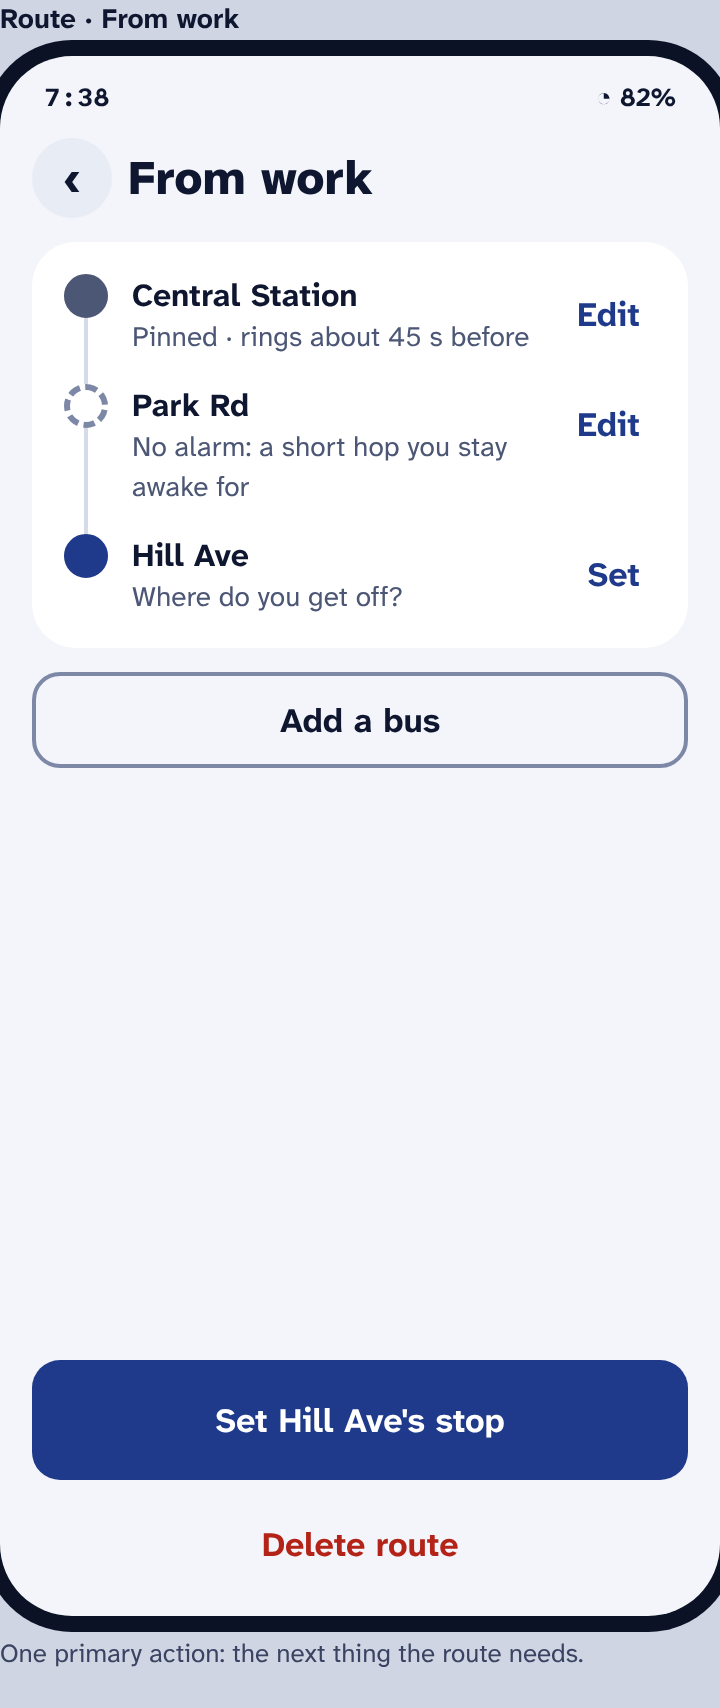 Route · From work
7:38
82%
‹
From work
Central Station
Pinned · rings about 45 s before
Edit
Park Rd
No alarm: a short hop you stay
awake for
Edit
Hill Ave
Where do you get off?
Set
Add a bus
Set Hill Ave's stop
Delete route
One primary action: the next thing the route needs.